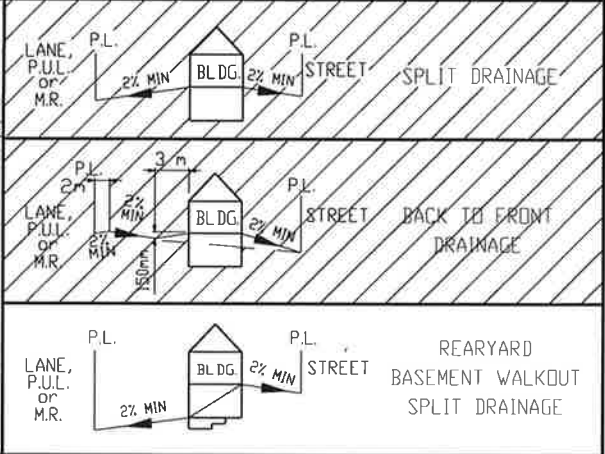 P.L.
LANE,
P.U.L.
or
M.R.
2% MIN
BLDG.
2% MIN
P.L.
STREET
SPLIT DRAINAGE
P.L.
2m
3 m
LANE,
P.U.L.
or
M.R.
2%
MIN
2%
MIN
150mm
BLDG.
2% MIN
P.L.
STREET
BACK TO FRONT
DRAINAGE
P.L.
LANE,
P.U.L.
or
M.R.
2% MIN
BLDG.
2% MIN
P.L.
STREET
REARYARD
BASEMENT WALKOUT
SPLIT DRAINAGE